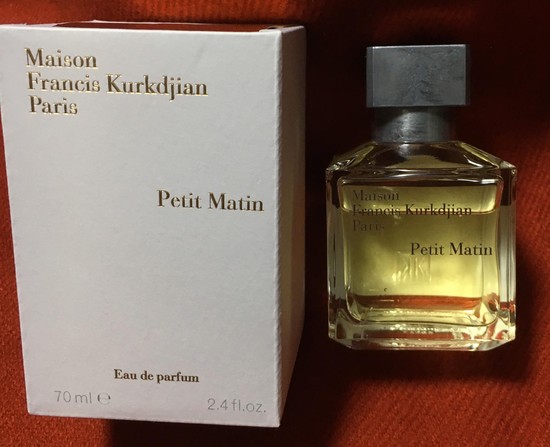 Maison
Francis Kurkdjian
Paris
Petit Matin
Eau de parfum
70 ml ℮
2.4 fl.oz.
Maison
Francis Kurkdjian
Paris
Petit Matin